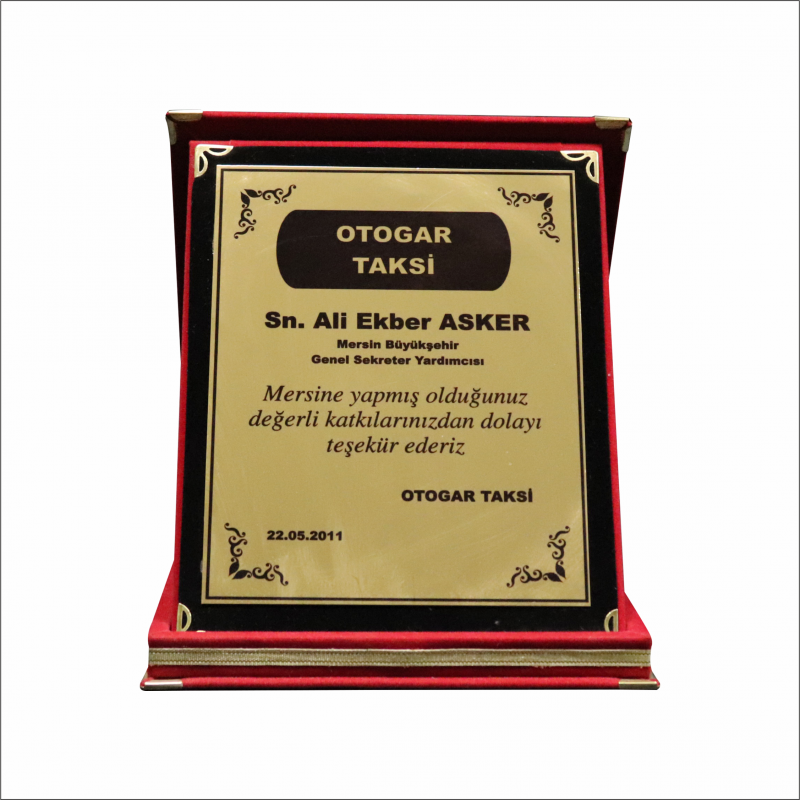 OTOGAR
TAKSİ
Sn. Ali Ekber ASKER
Mersin Büyükşehir
Genel Sekreter Yardımcısı
Mersine yapmış olduğunuz
değerli katkılarınızdan dolayı
teşekür ederiz
OTOGAR TAKSİ
22.05.2011